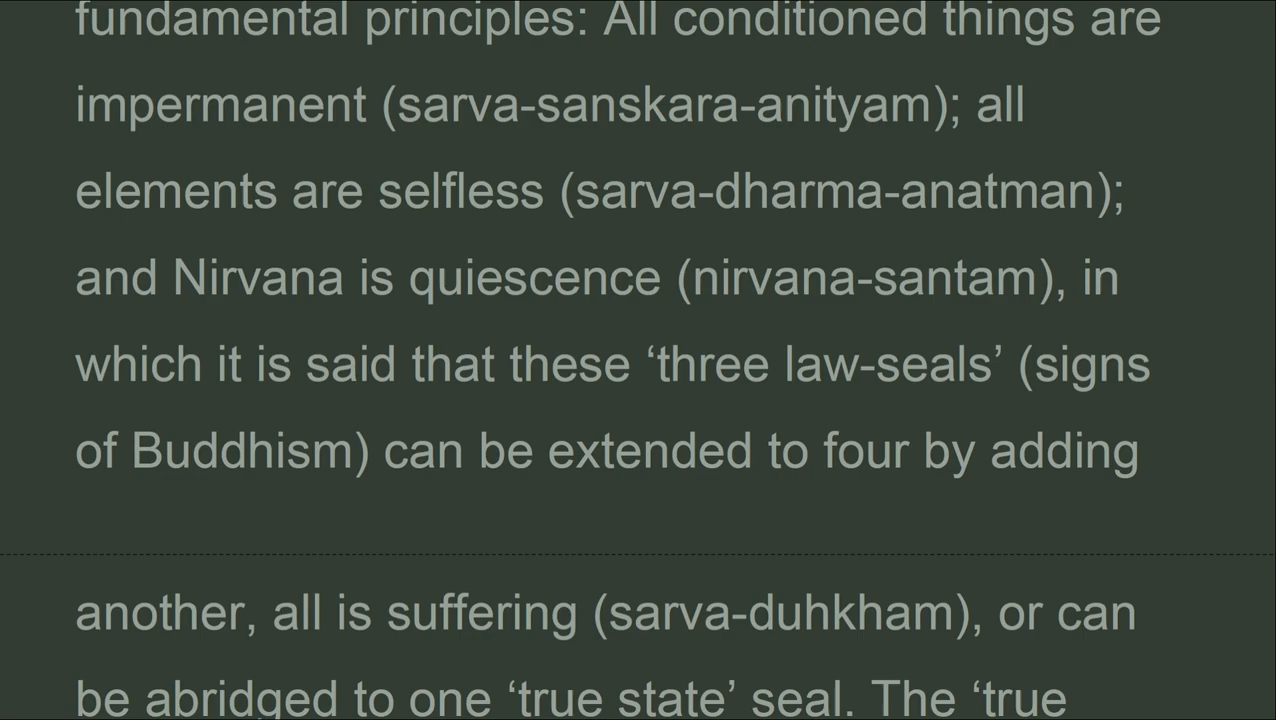 fundamental principles: All conditioned things are
impermanent (sarva-sanskara-anityam); all
elements are selfless (sarva-dharma-anatman);
and Nirvana is quiescence (nirvana-santam), in
which it is said that these ‘three law-seals’ (signs
of Buddhism) can be extended to four by adding
another, all is suffering (sarva-duhkham), or can
be abridged to one ‘true state’ seal. The ‘true